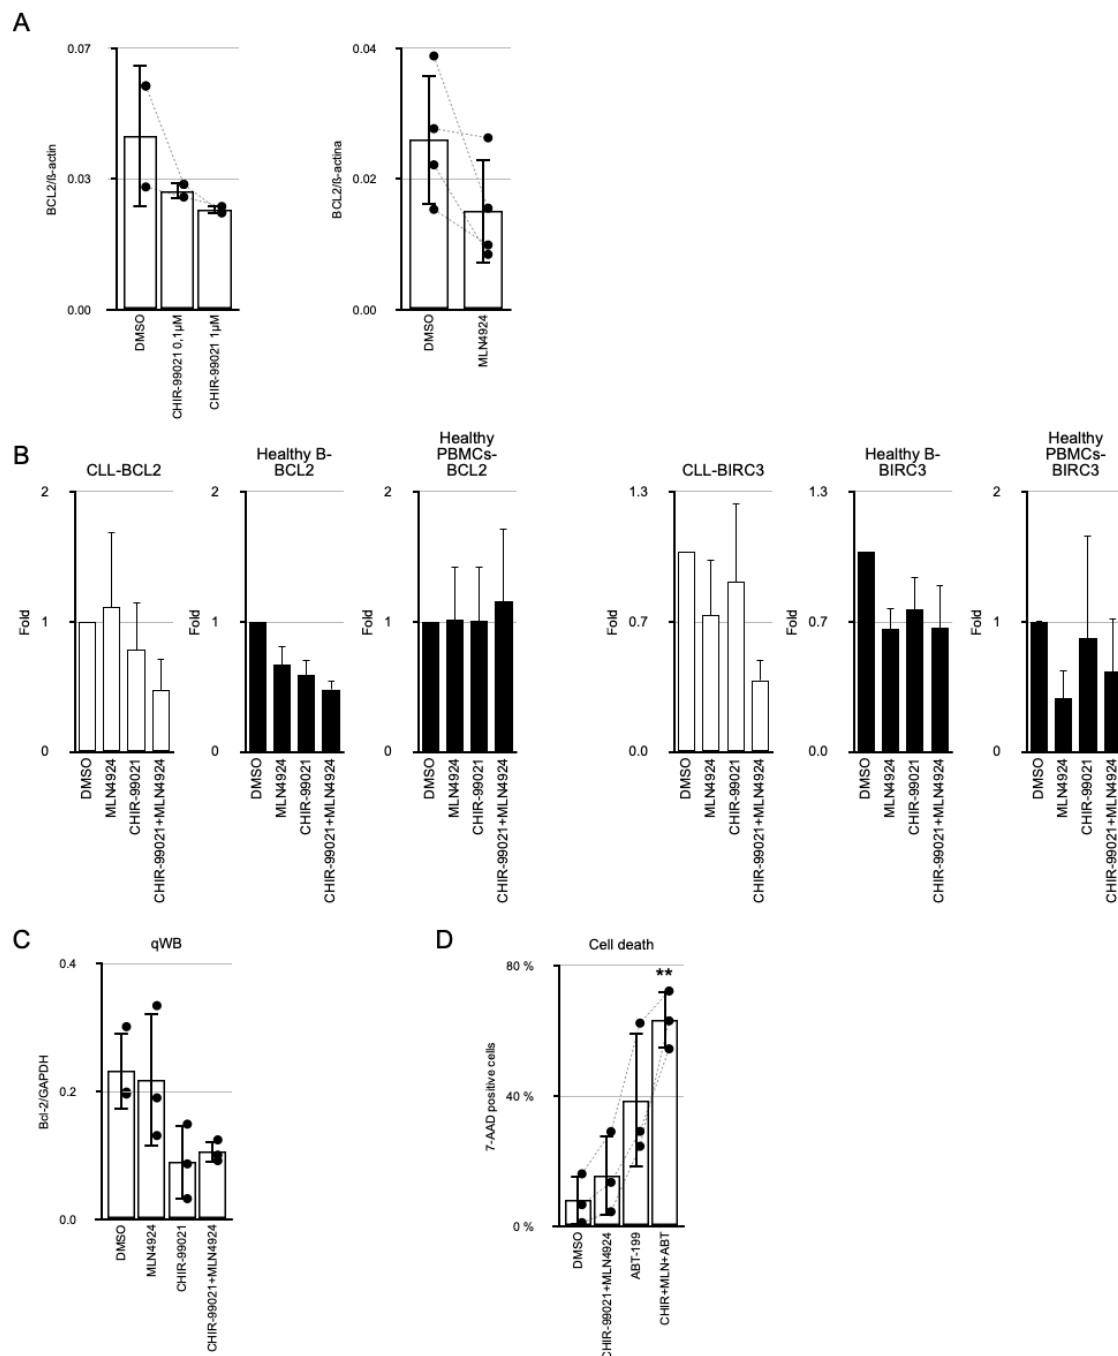 A
0.07
0.03
0.00
BCL2/ß-actin
DMSO
CHIR-99021 0,1µM
CHIR-99021 1µM
0.04
0.02
0.00
BCL2/ß-actina
DMSO
MLN4924
B
CLL-BCL2
2
1
0
Fold
DMSO
MLN4924
CHIR-99021
CHIR-99021+MLN4924
Healthy B-
BCL2
2
1
0
Fold
DMSO
MLN4924
CHIR-99021
CHIR-99021+MLN4924
Healthy
PBMCs-
BCL2
2
1
0
Fold
DMSO
MLN4924
CHIR-99021
CHIR-99021+MLN4924
CLL-BIRC3
1.3
0.7
0.0
Fold
DMSO
MLN4924
CHIR-99021
CHIR-99021+MLN4924
Healthy B-
BIRC3
1.3
0.7
0.0
Fold
DMSO
MLN4924
CHIR-99021
CHIR-99021+MLN4924
Healthy
PBMCs-
BIRC3
2
1
0
Fold
DMSO
MLN4924
CHIR-99021
CHIR-99021+MLN4924
C
qWB
0.4
0.2
0.0
Bcl-2/GAPDH
DMSO
MLN4924
CHIR-99021
CHIR-99021+MLN4924
D
Cell death
80 %
40 %
0 %
7-AAD positive cells
**
DMSO
CHIR-99021+MLN4924
ABT-199
CHIR+MLN+ABT